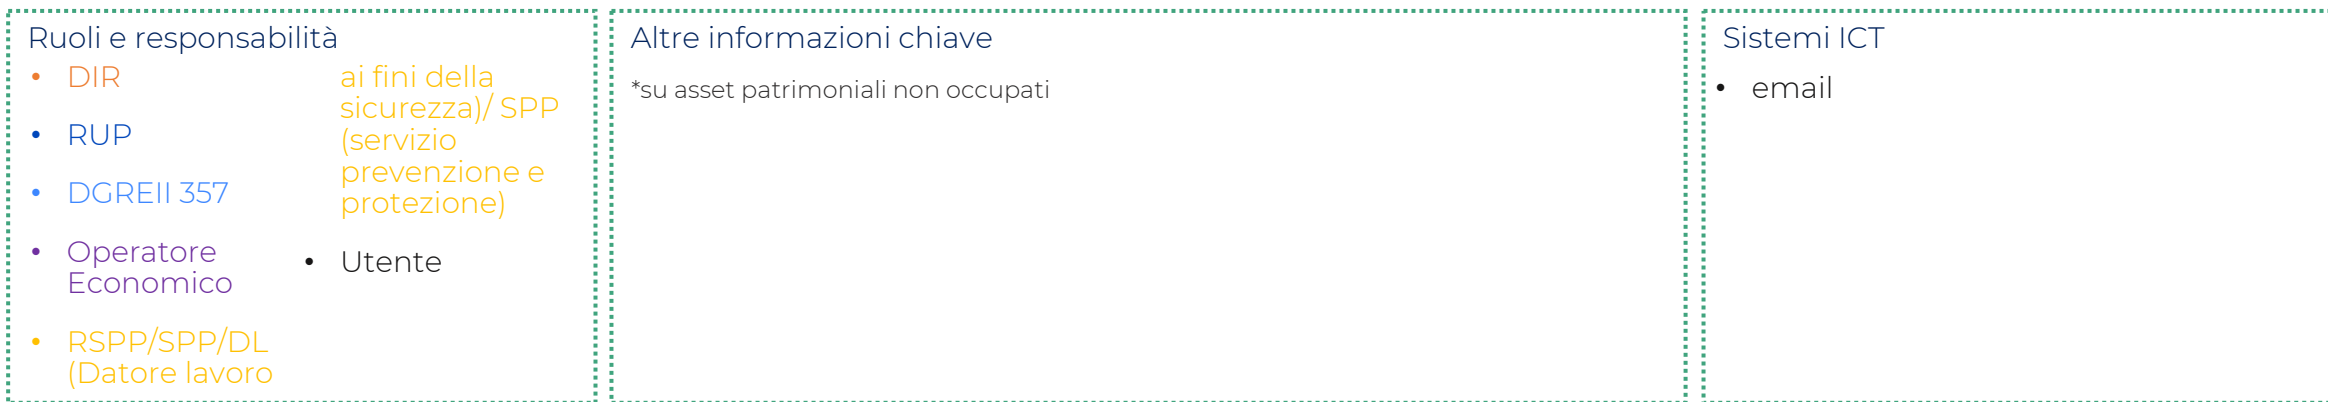 Ruoli e responsabilità
• DIR
• RUP
• DGREII 357
• Operatore
Economico
• RSPP/SPP/DL
(Datore lavoro
ai fini della
sicurezza)/ SPP
(servizio
prevenzione e
protezione)
• Utente
Altre informazioni chiave
*su asset patrimoniali non occupati
Sistemi ICT
• email